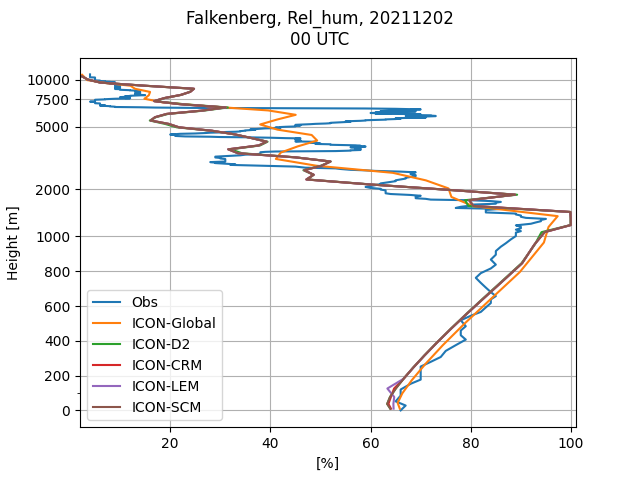 Falkenberg, Rel_hum, 20211202
00 UTC
10000
7500
5000
2000
1000
800
600
400
200
0
Height [m]
Obs
ICON-Global
ICON-D2
ICON-CRM
ICON-LEM
ICON-SCM
20
40
60
80
100
[%]